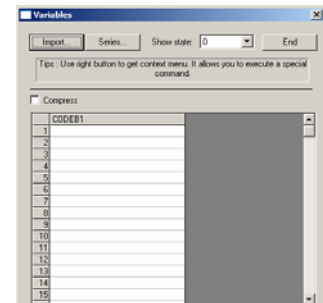 Variables
Import... Series... Show state: 0 End
Tips : Use right button to get context menu. It allows you to execute a special
command.
Compress
CODEB1
1
2
3
4
5
6
7
8
9
10
11
12
13
14
15